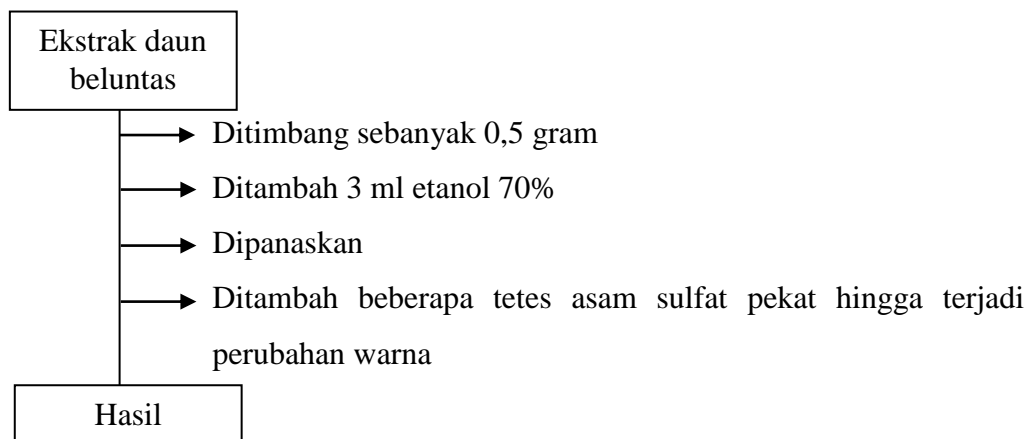 Ekstrak daun
beluntas
Ditimbang sebanyak 0,5 gram
Ditambah 3 ml etanol 70%
Dipanaskan
Ditambah beberapa tetes asam sulfat pekat hingga terjadi
perubahan warna
Hasil